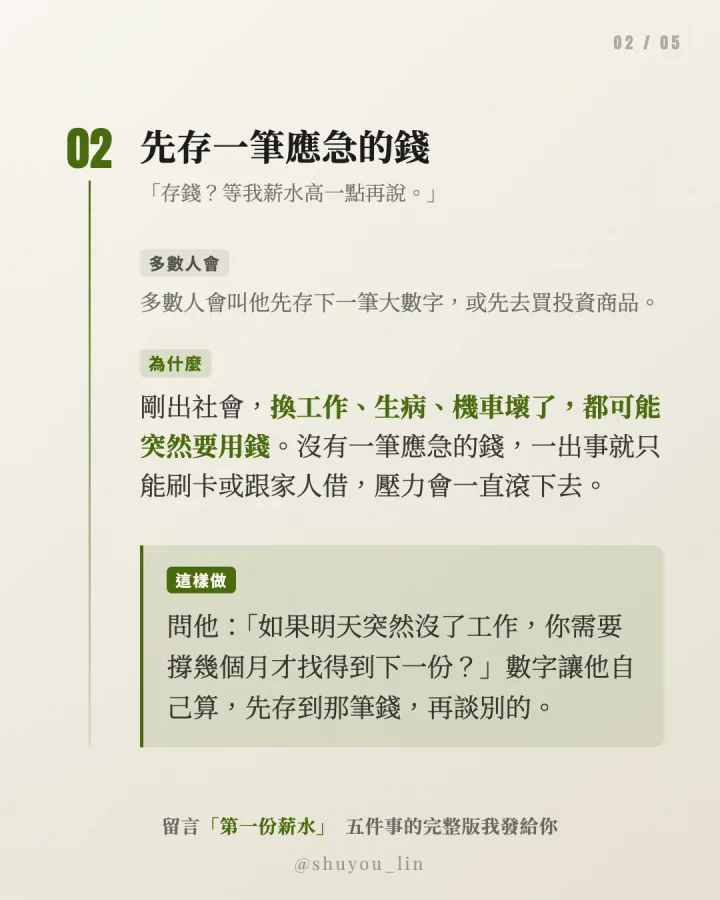 02 / 05
02 先存一筆應急的錢
「存錢？等我薪水高一點再說。」
多數人會
多數人會叫他先存下一筆大數字，或先去買投資商品。
為什麼
剛出社會，換工作、生病、機車壞了，都可能
突然要用錢。沒有一筆應急的錢，一出事就只
能刷卡或跟家人借，壓力會一直滾下去。
這樣做
問他：「如果明天突然沒了工作，你需要
撐幾個月才找得到下一份？」數字讓他自
己算，先存到那筆錢，再談別的。
留言「第一份薪水」 五件事的完整版我發給你
@shuyou_lin